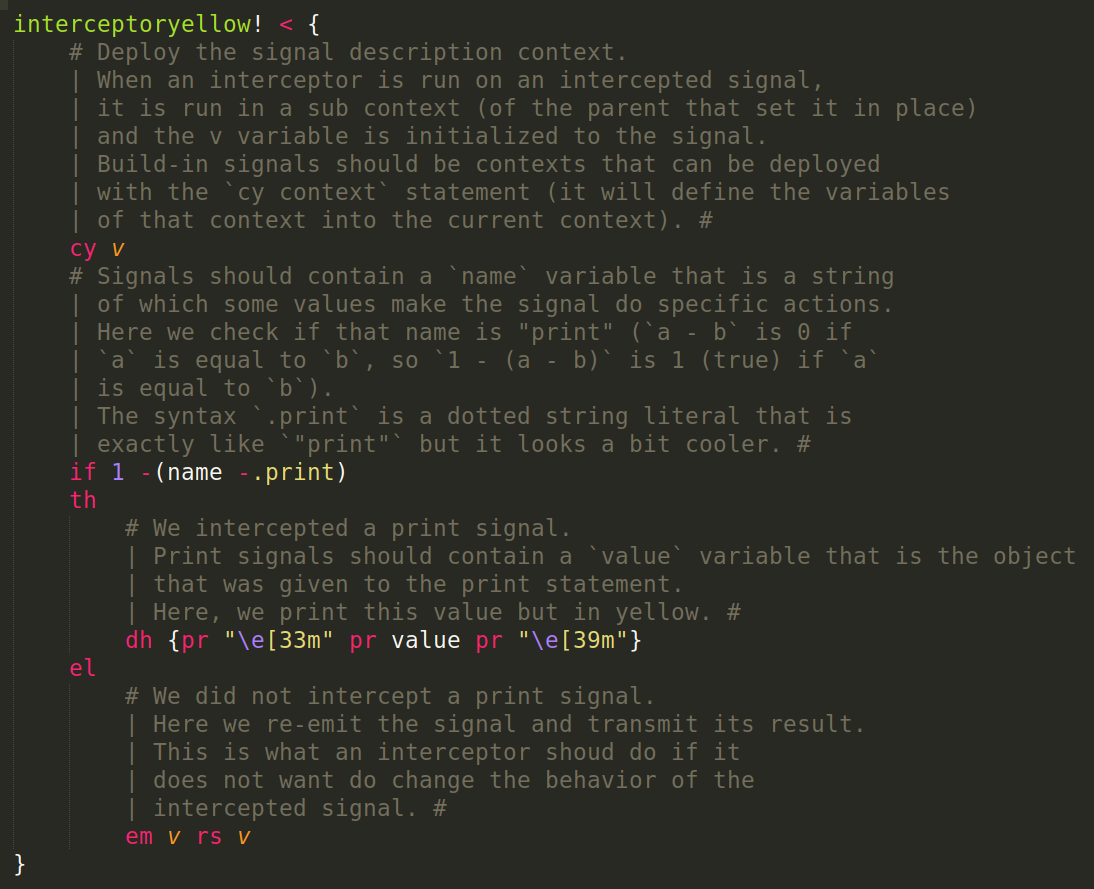 interceptoryellow! < {
    # Deploy the signal description context.
    | When an interceptor is run on an intercepted signal,
    | it is run in a sub context (of the parent that set it in place)
    | and the v variable is initialized to the signal.
    | Build-in signals should be contexts that can be deployed
    | with the `cy context` statement (it will define the variables
    | of that context into the current context). #
    cy v
    # Signals should contain a `name` variable that is a string
    | of which some values make the signal do specific actions.
    | Here we check if that name is "print" (`a - b` is 0 if
    | `a` is equal to `b`, so `1 - (a - b)` is 1 (true) if `a`
    | is equal to `b`).
    | The syntax `.print` is a dotted string literal that is
    | exactly like `"print"` but it looks a bit cooler. #
    if 1 -(name -.print)
    th
        # We intercepted a print signal.
        | Print signals should contain a `value` variable that is the object
        | that was given to the print statement.
        | Here, we print this value but in yellow. #
        dh {pr "\e[33m" pr value pr "\e[39m"}
    el
        # We did not intercept a print signal.
        | Here we re-emit the signal and transmit its result.
        | This is what an interceptor shoud do if it
        | does not want do change the behavior of the
        | intercepted signal. #
        em v rs v
}